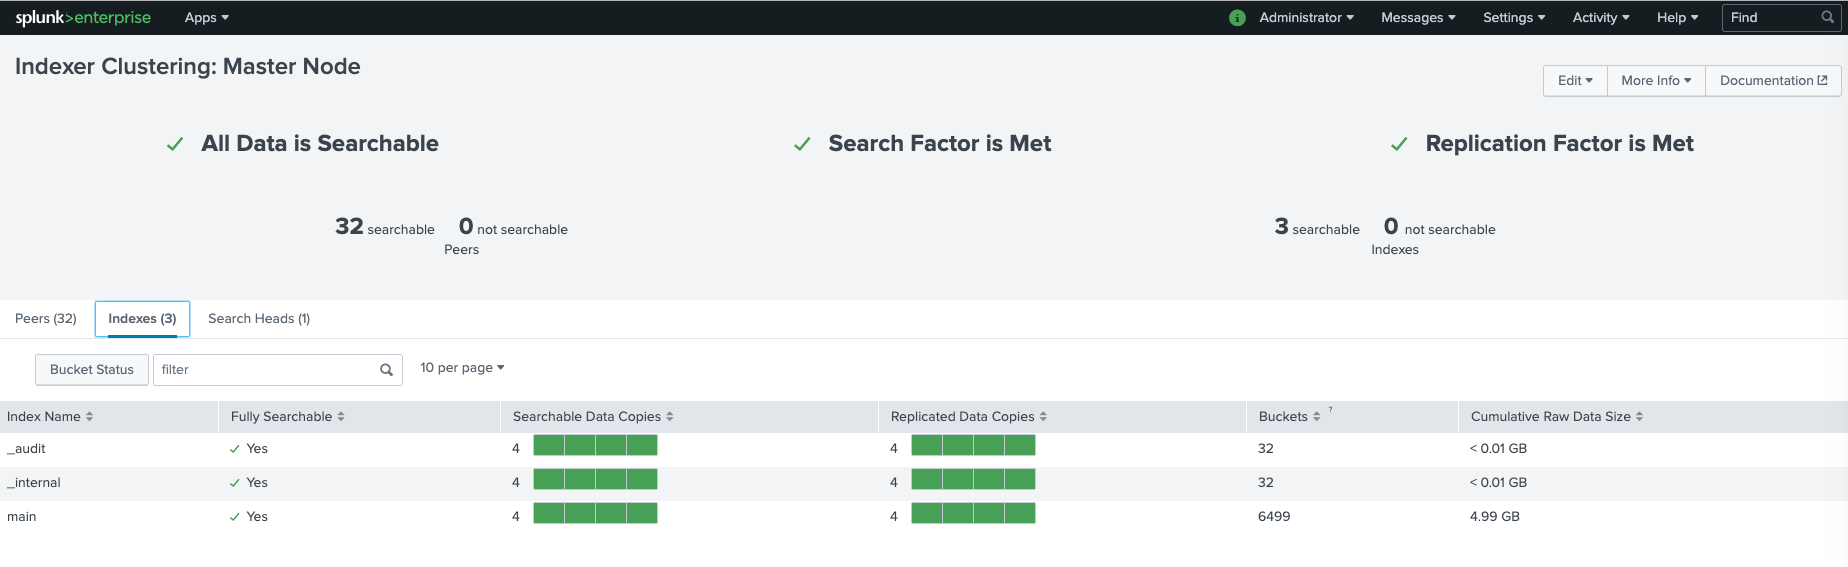 splunk>enterprise Apps Administrator Messages Settings Activity Help Find
Indexer Clustering: Master Node
Edit More Info Documentation
All Data is Searchable Search Factor is Met Replication Factor is Met
32 searchable 0 not searchable 3 searchable 0 not searchable
Peers Indexes
Peers (32) Indexes (3) Search Heads (1)
Bucket Status filter 10 per page
Index Name Fully Searchable Searchable Data Copies Replicated Data Copies Buckets ? Cumulative Raw Data Size
_audit Yes 4 4 32 < 0.01 GB
_internal Yes 4 4 32 < 0.01 GB
main Yes 4 4 6499 4.99 GB